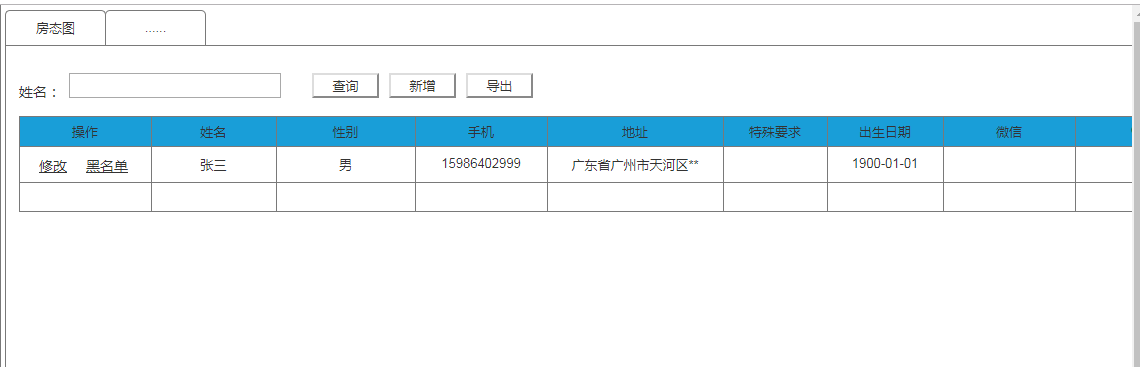 房态图 ......
姓名： 查询 新增 导出
操作 姓名 性别 手机 地址 特殊要求 出生日期 微信
修改 黑名单 张三 男 15986402999 广东省广州市天河区** 1900-01-01